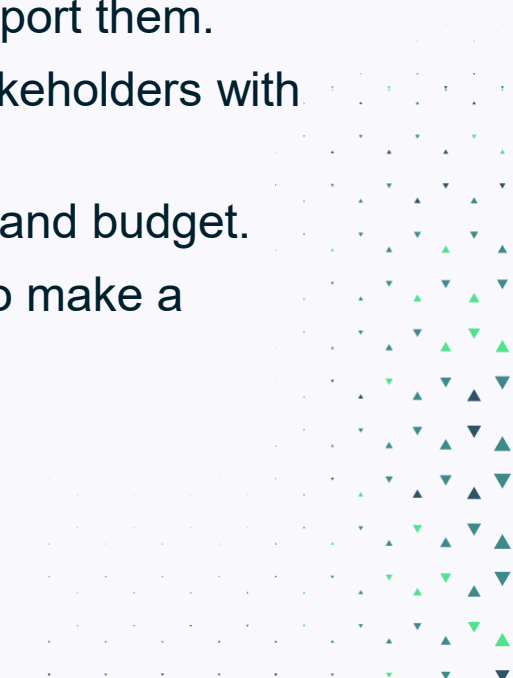 port them.
keholders with
and budget.
o make a